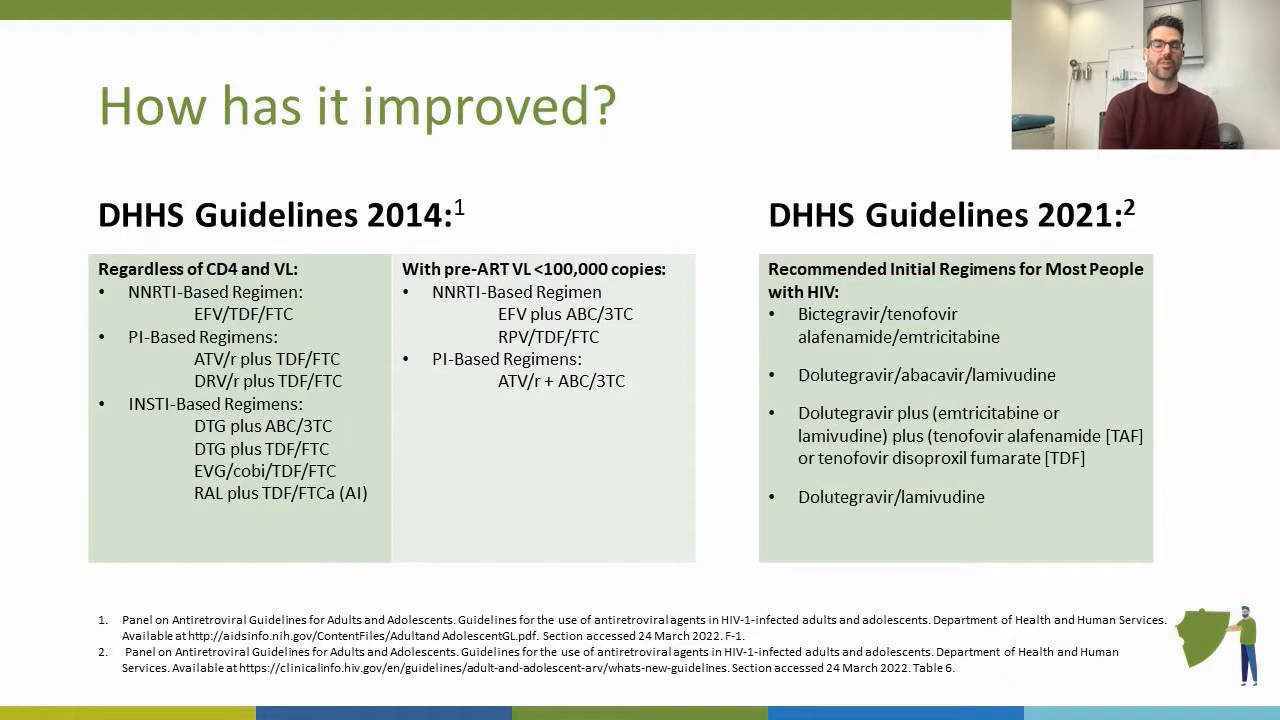 How has it improved?
DHHS Guidelines 2014:1
Regardless of CD4 and VL:
• NNRTI-Based Regimen:
EFV/TDF/FTC
• PI-Based Regimens:
ATV/r plus TDF/FTC
DRV/r plus TDF/FTC
• INSTI-Based Regimens:
DTG plus ABC/3TC
DTG plus TDF/FTC
EVG/cobi/TDF/FTC
RAL plus TDF/FTCa (AI)
With pre-ART VL <100,000 copies:
• NNRTI-Based Regimen
EFV plus ABC/3TC
RPV/TDF/FTC
• PI-Based Regimens:
ATV/r + ABC/3TC
DHHS Guidelines 2021:2
Recommended Initial Regimens for Most People
with HIV:
• Bictegravir/tenofovir
alafenamide/emtricitabine
• Dolutegravir/abacavir/lamivudine
• Dolutegravir plus (emtricitabine or
lamivudine) plus (tenofovir alafenamide [TAF]
or tenofovir disoproxil fumarate [TDF]
• Dolutegravir/lamivudine
1. Panel on Antiretroviral Guidelines for Adults and Adolescents. Guidelines for the use of antiretroviral agents in HIV-1-infected adults and adolescents. Department of Health and Human Services.
Available at http://aidsinfo.nih.gov/ContentFiles/Adultand AdolescentGL.pdf. Section accessed 24 March 2022. F-1.
2. Panel on Antiretroviral Guidelines for Adults and Adolescents. Guidelines for the use of antiretroviral agents in HIV-1-infected adults and adolescents. Department of Health and Human
Services. Available at https://clinicalinfo.hiv.gov/en/guidelines/adult-and-adolescent-arv/whats-new-guidelines. Section accessed 24 March 2022. Table 6.